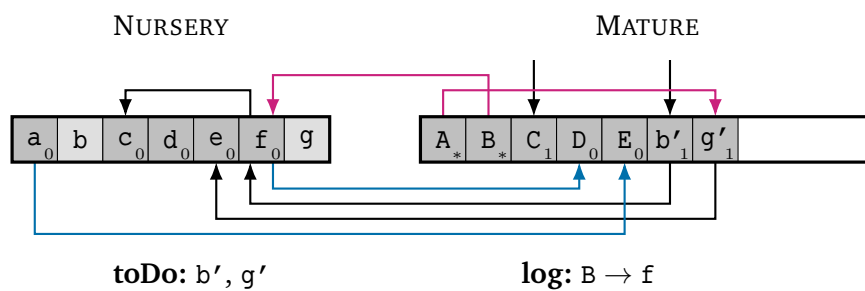 NURSERY MATURE
a₀ b c₀ d₀ e₀ f₀ g A* B* C₁ D₀ E₀ b′₁ g′₁
toDo: b′, g′ log: B → f